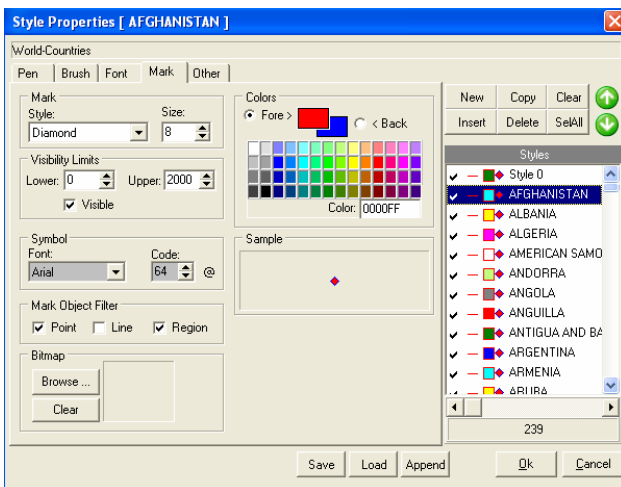 Style Properties [ AFGHANISTAN ]
World-Countries
Pen Brush Font Mark Other
Mark
Style: Size:
Diamond 8
Visibility Limits
Lower: 0 Upper: 2000
Visible
Symbol
Font: Code:
Arial 64 @
Mark Object Filter
Point Line Region
Bitmap
Browse ...
Clear
Colors
Fore > < Back
Color: 0000FF
Sample
New Copy Clear
Insert Delete SelAll
Styles
Style 0
AFGHANISTAN
ALBANIA
ALGERIA
AMERICAN SAMO
ANDORRA
ANGOLA
ANGUILLA
ANTIGUA AND BA
ARGENTINA
ARMENIA
ARUBA
239
Save Load Append Ok Cancel